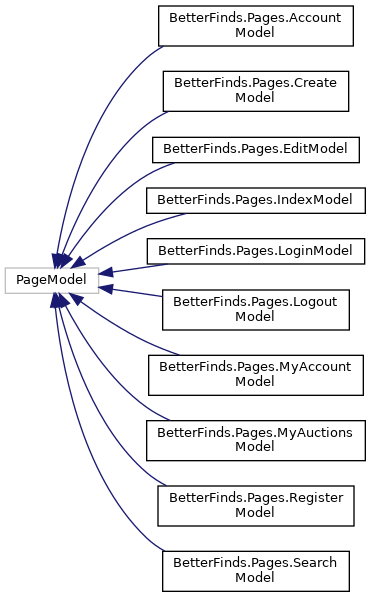 BetterFinds.Pages.Account
Model
BetterFinds.Pages.Create
Model
BetterFinds.Pages.EditModel
BetterFinds.Pages.IndexModel
BetterFinds.Pages.LoginModel
PageModel
BetterFinds.Pages.Logout
Model
BetterFinds.Pages.MyAccount
Model
BetterFinds.Pages.MyAuctions
Model
BetterFinds.Pages.Register
Model
BetterFinds.Pages.Search
Model